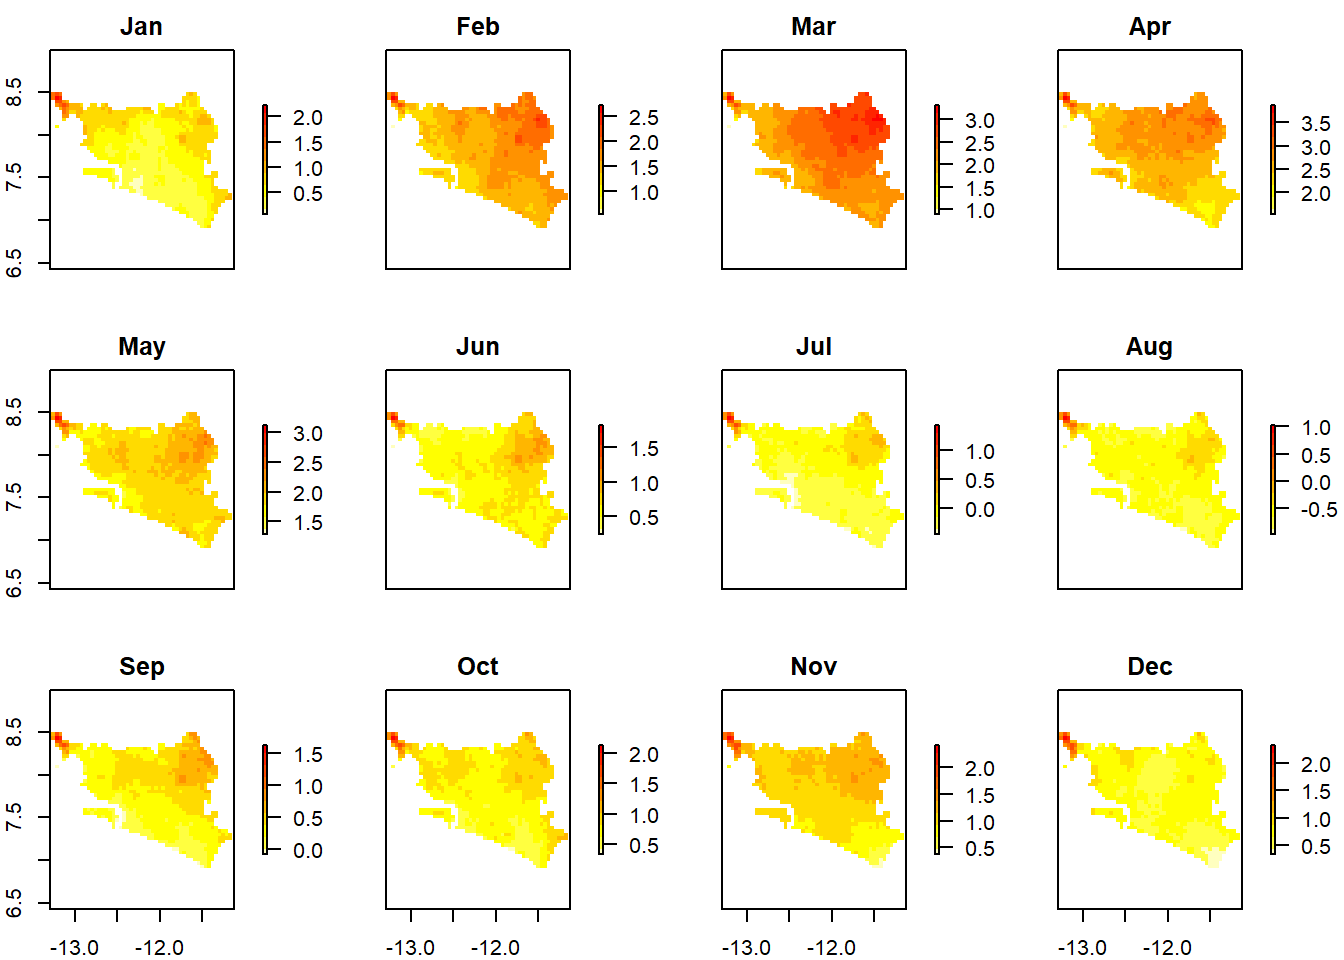 Jan Feb Mar Apr
8.5 7.5 6.5
2.0 1.5 1.0 0.5
2.5 2.0 1.5 1.0
3.0 2.5 2.0 1.5 1.0
3.5 3.0 2.5 2.0
May Jun Jul Aug
8.5 7.5 6.5
3.0 2.5 2.0 1.5
1.5 1.0 0.5
1.0 0.5 0.0
1.0 0.5 0.0 -0.5
Sep Oct Nov Dec
8.5 7.5 6.5
1.5 1.0 0.5 0.0
2.0 1.5 1.0 0.5
2.0 1.5 1.0 0.5
2.0 1.5 1.0 0.5
-13.0 -12.0 -13.0 -12.0 -13.0 -12.0 -13.0 -12.0